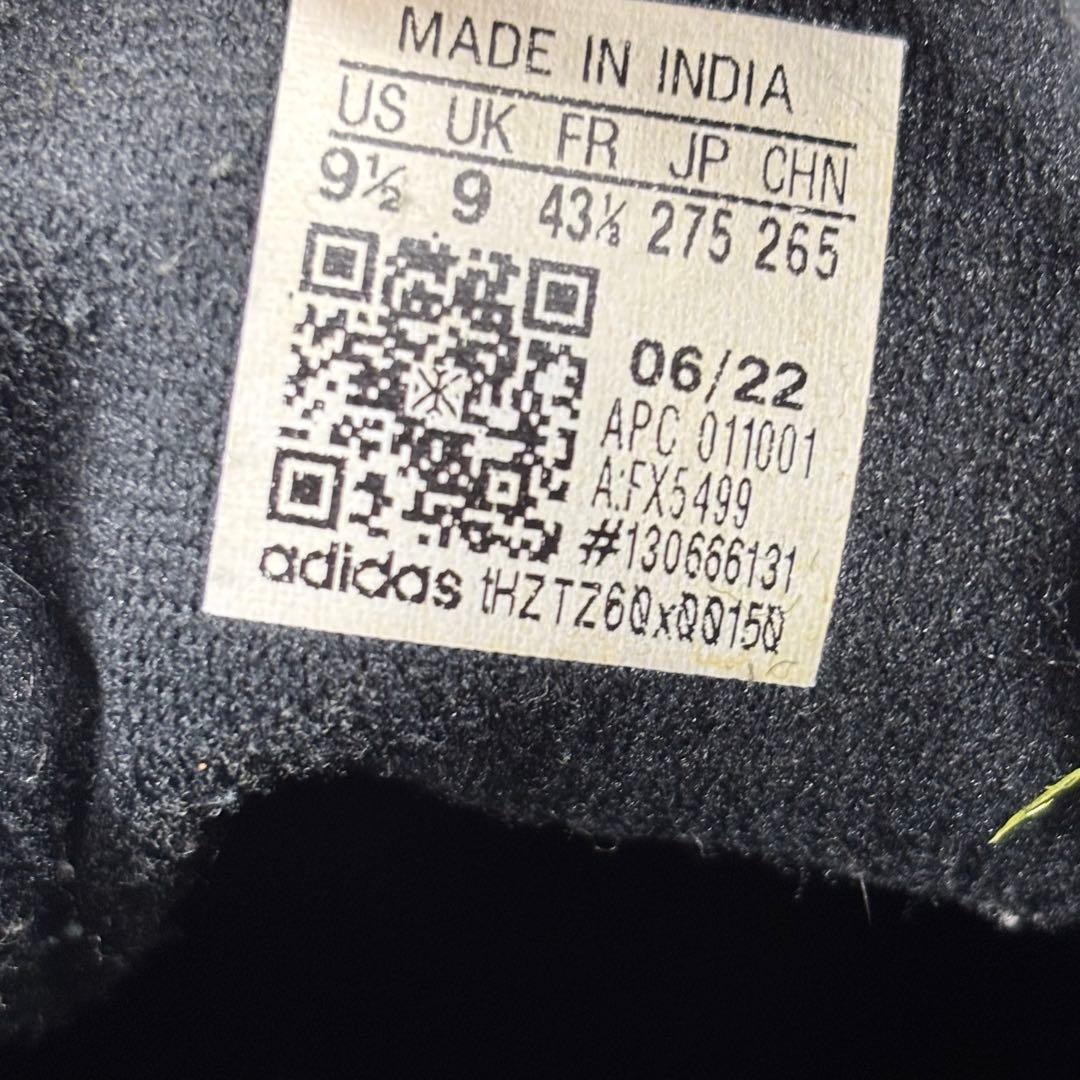 MADE IN INDIA
US UK FR JP CHN
9½ 9 43⅓ 275 265
06/22
APC 011001
A:FX5499
#130666131
adidas tHZTZ60x00150